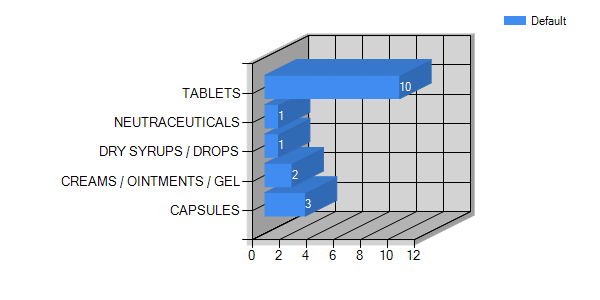 Default
TABLETS
10
NEUTRACEUTICALS
1
DRY SYRUPS / DROPS
1
CREAMS / OINTMENTS / GEL
2
CAPSULES
3
0 2 4 6 8 10 12